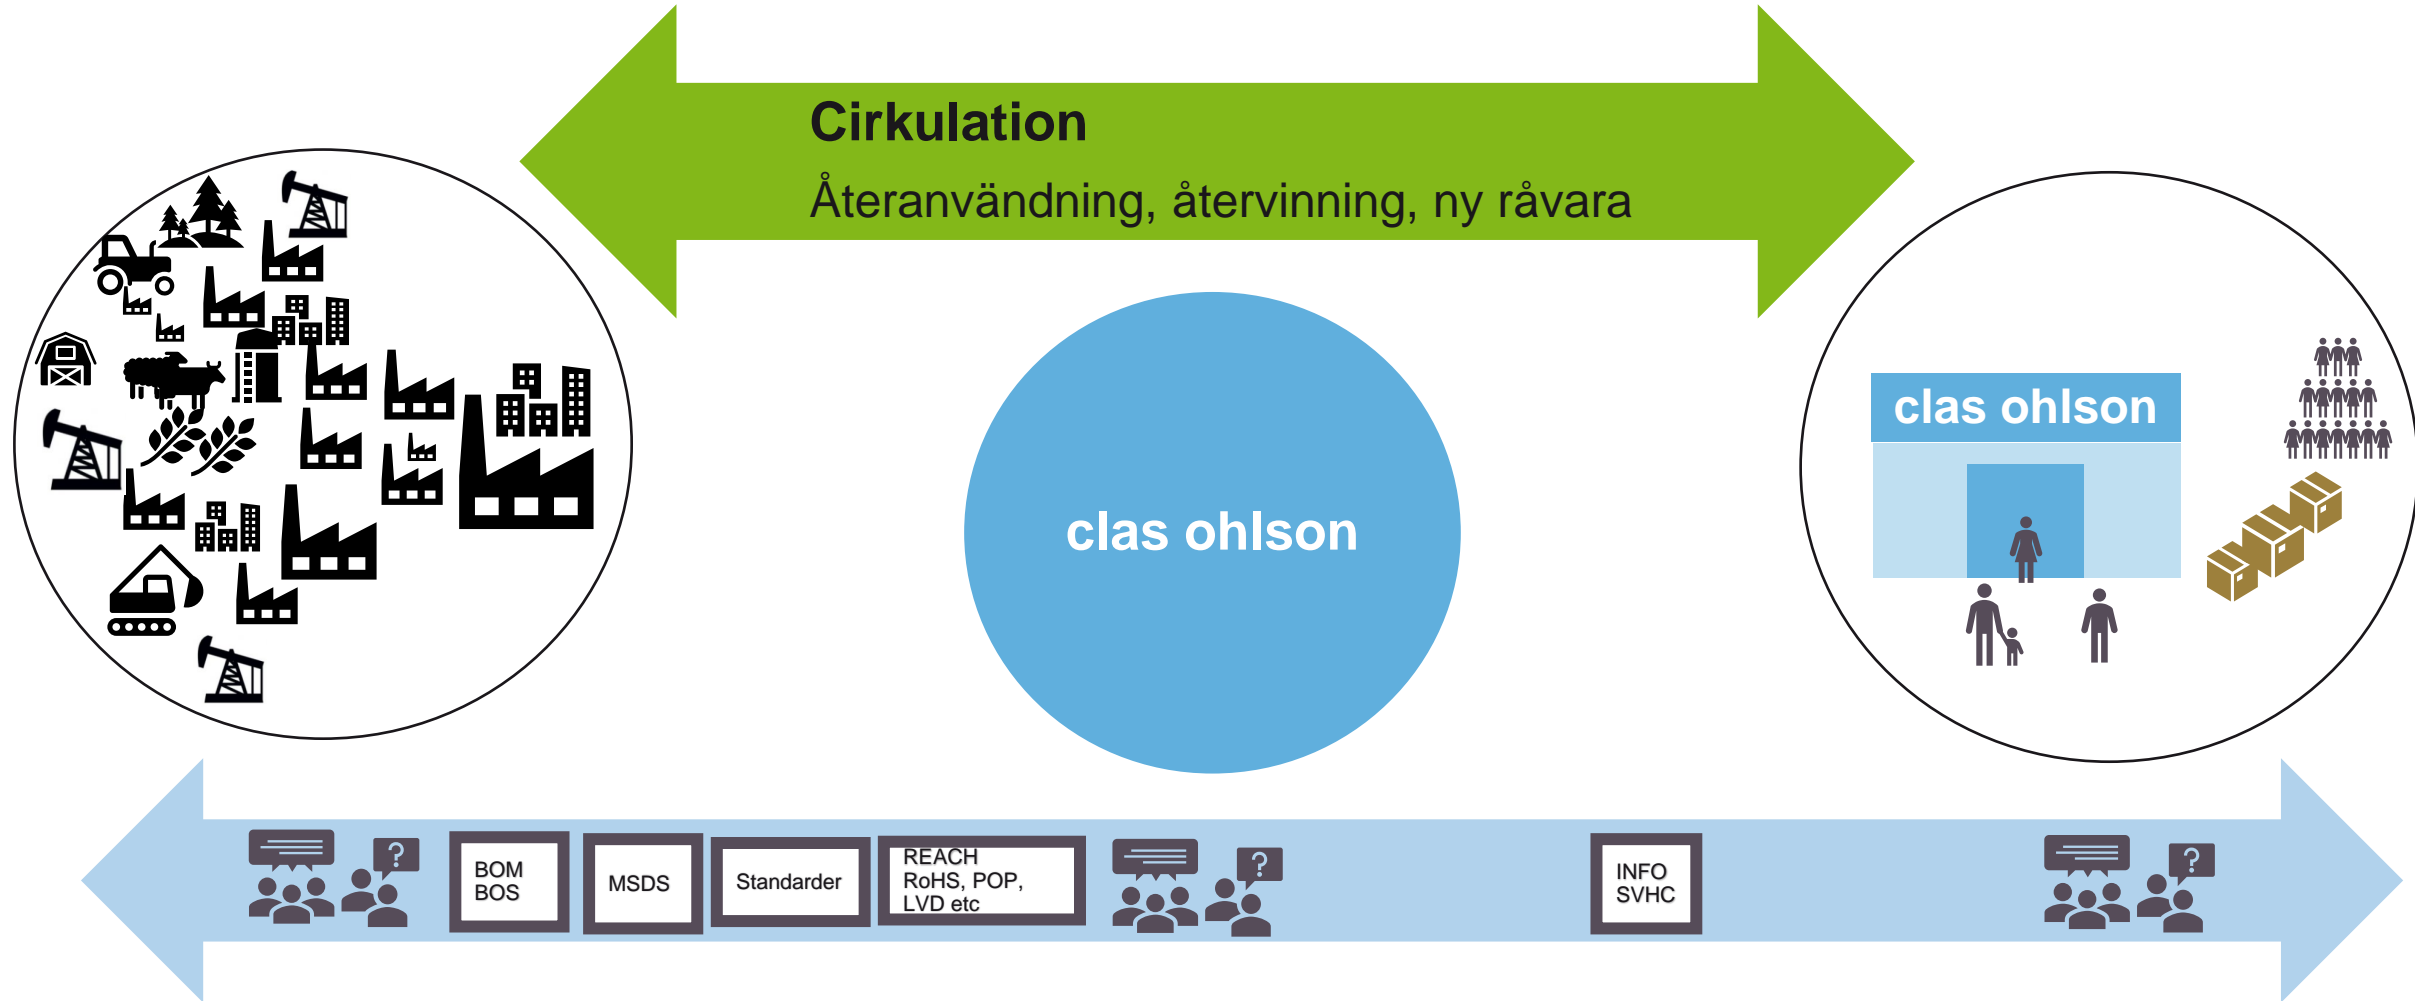 Cirkulation
Återanvändning, återvinning, ny råvara
clas ohlson
clas ohlson
?
BOM
BOS
MSDS
Standarder
REACH
RoHS, POP,
LVD etc
?
INFO
SVHC
?